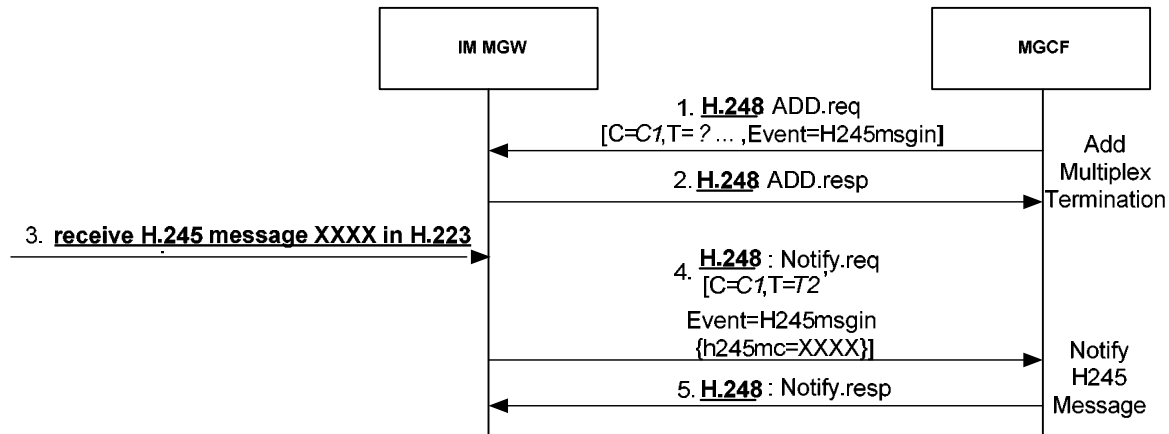 IM MGW
MGCF
1. H.248 ADD.req
[C=C1,T= ? ... ,Event=H245msgin]
Add
Multiplex
Termination
2. H.248 ADD.resp
3. receive H.245 message XXXX in H.223
4. H.248 : Notify.req
[C=C1,T=T2,
Event=H245msgin
{h245mc=XXXX}]
Notify
H245
Message
5. H.248 : Notify.resp